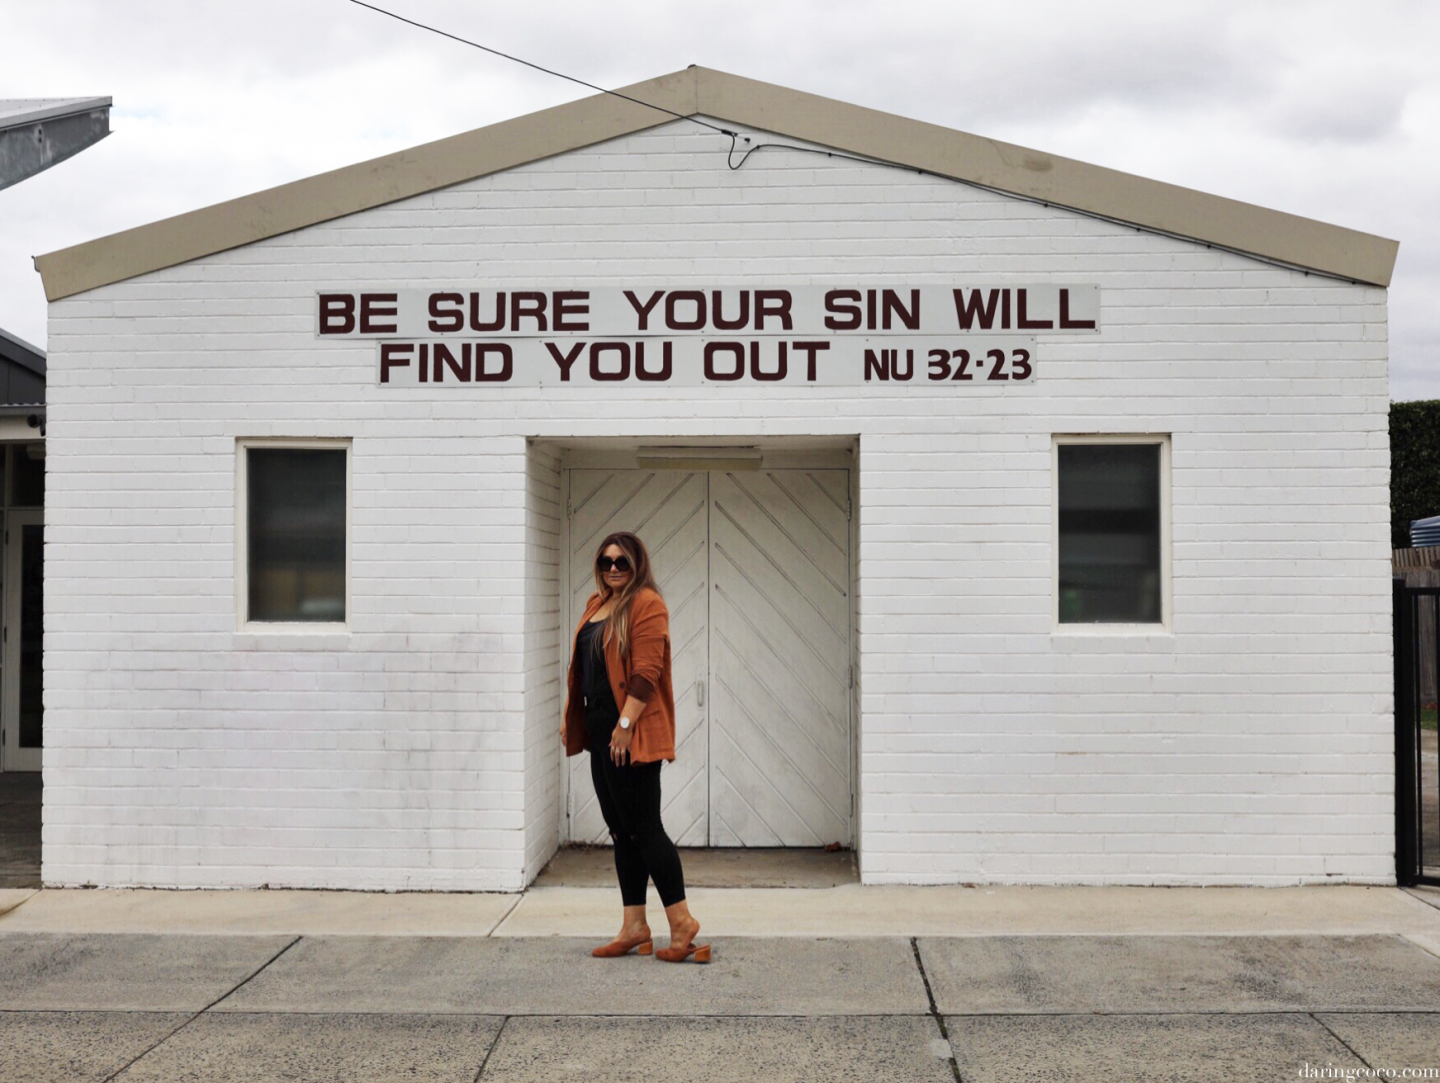 BE SURE YOUR SIN WILL
FIND YOU OUT NU 32·23
daringcoco.com